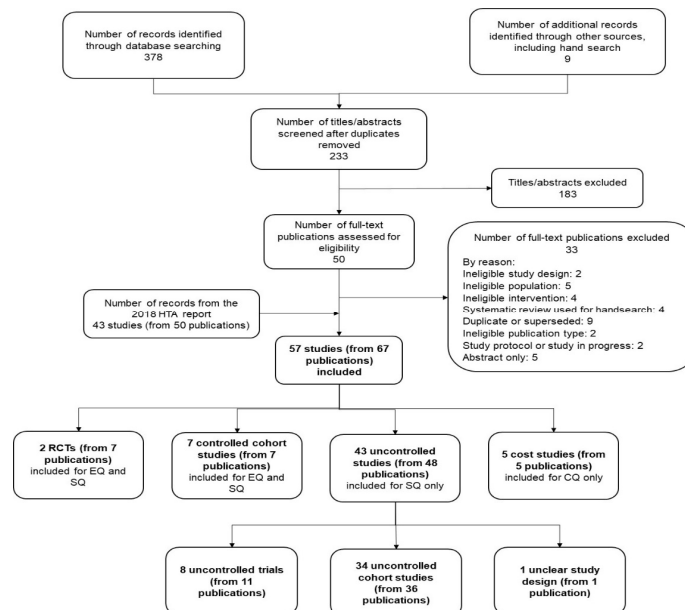 Number of records identified
through database searching
378
Number of additional records
identified through other sources,
including hand search
9
Number of titles/abstracts
screened after duplicates
removed
233
Titles/abstracts excluded
183
Number of full-text
publications assessed for
eligibility
50
Number of full-text publications excluded
33
By reason:
Ineligible study design: 2
Ineligible population: 5
Ineligible intervention: 4
Systematic review used for handsearch: 4
Duplicate or superseded: 9
Ineligible publication type: 2
Study protocol or study in progress: 2
Abstract only: 5
Number of records from the
2018 HTA report
43 studies (from 50 publications)
57 studies (from 67
publications)
included
2 RCTs (from 7
publications)
included for EQ and
SQ
7 controlled cohort
studies (from 7
publications)
included for EQ and
SQ
43 uncontrolled
studies (from 48
publications)
included for SQ only
5 cost studies (from
5 publications)
included for CQ only
8 uncontrolled trials
(from 11
publications)
34 uncontrolled
cohort studies
(from 36
publications)
1 unclear study
design (from 1
publication)